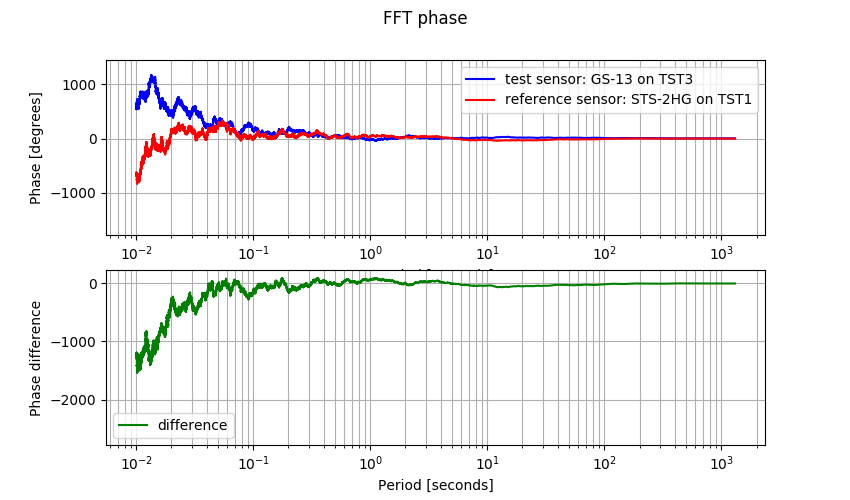 FFT phase
Phase [degrees]
1000
0
−1000
test sensor: GS-13 on TST3
reference sensor: STS-2HG on TST1
10⁻² 10⁻¹ 10⁰ 10¹ 10² 10³
Phase difference
0
−1000
−2000
difference
10⁻² 10⁻¹ 10⁰ 10¹ 10² 10³
Period [seconds]